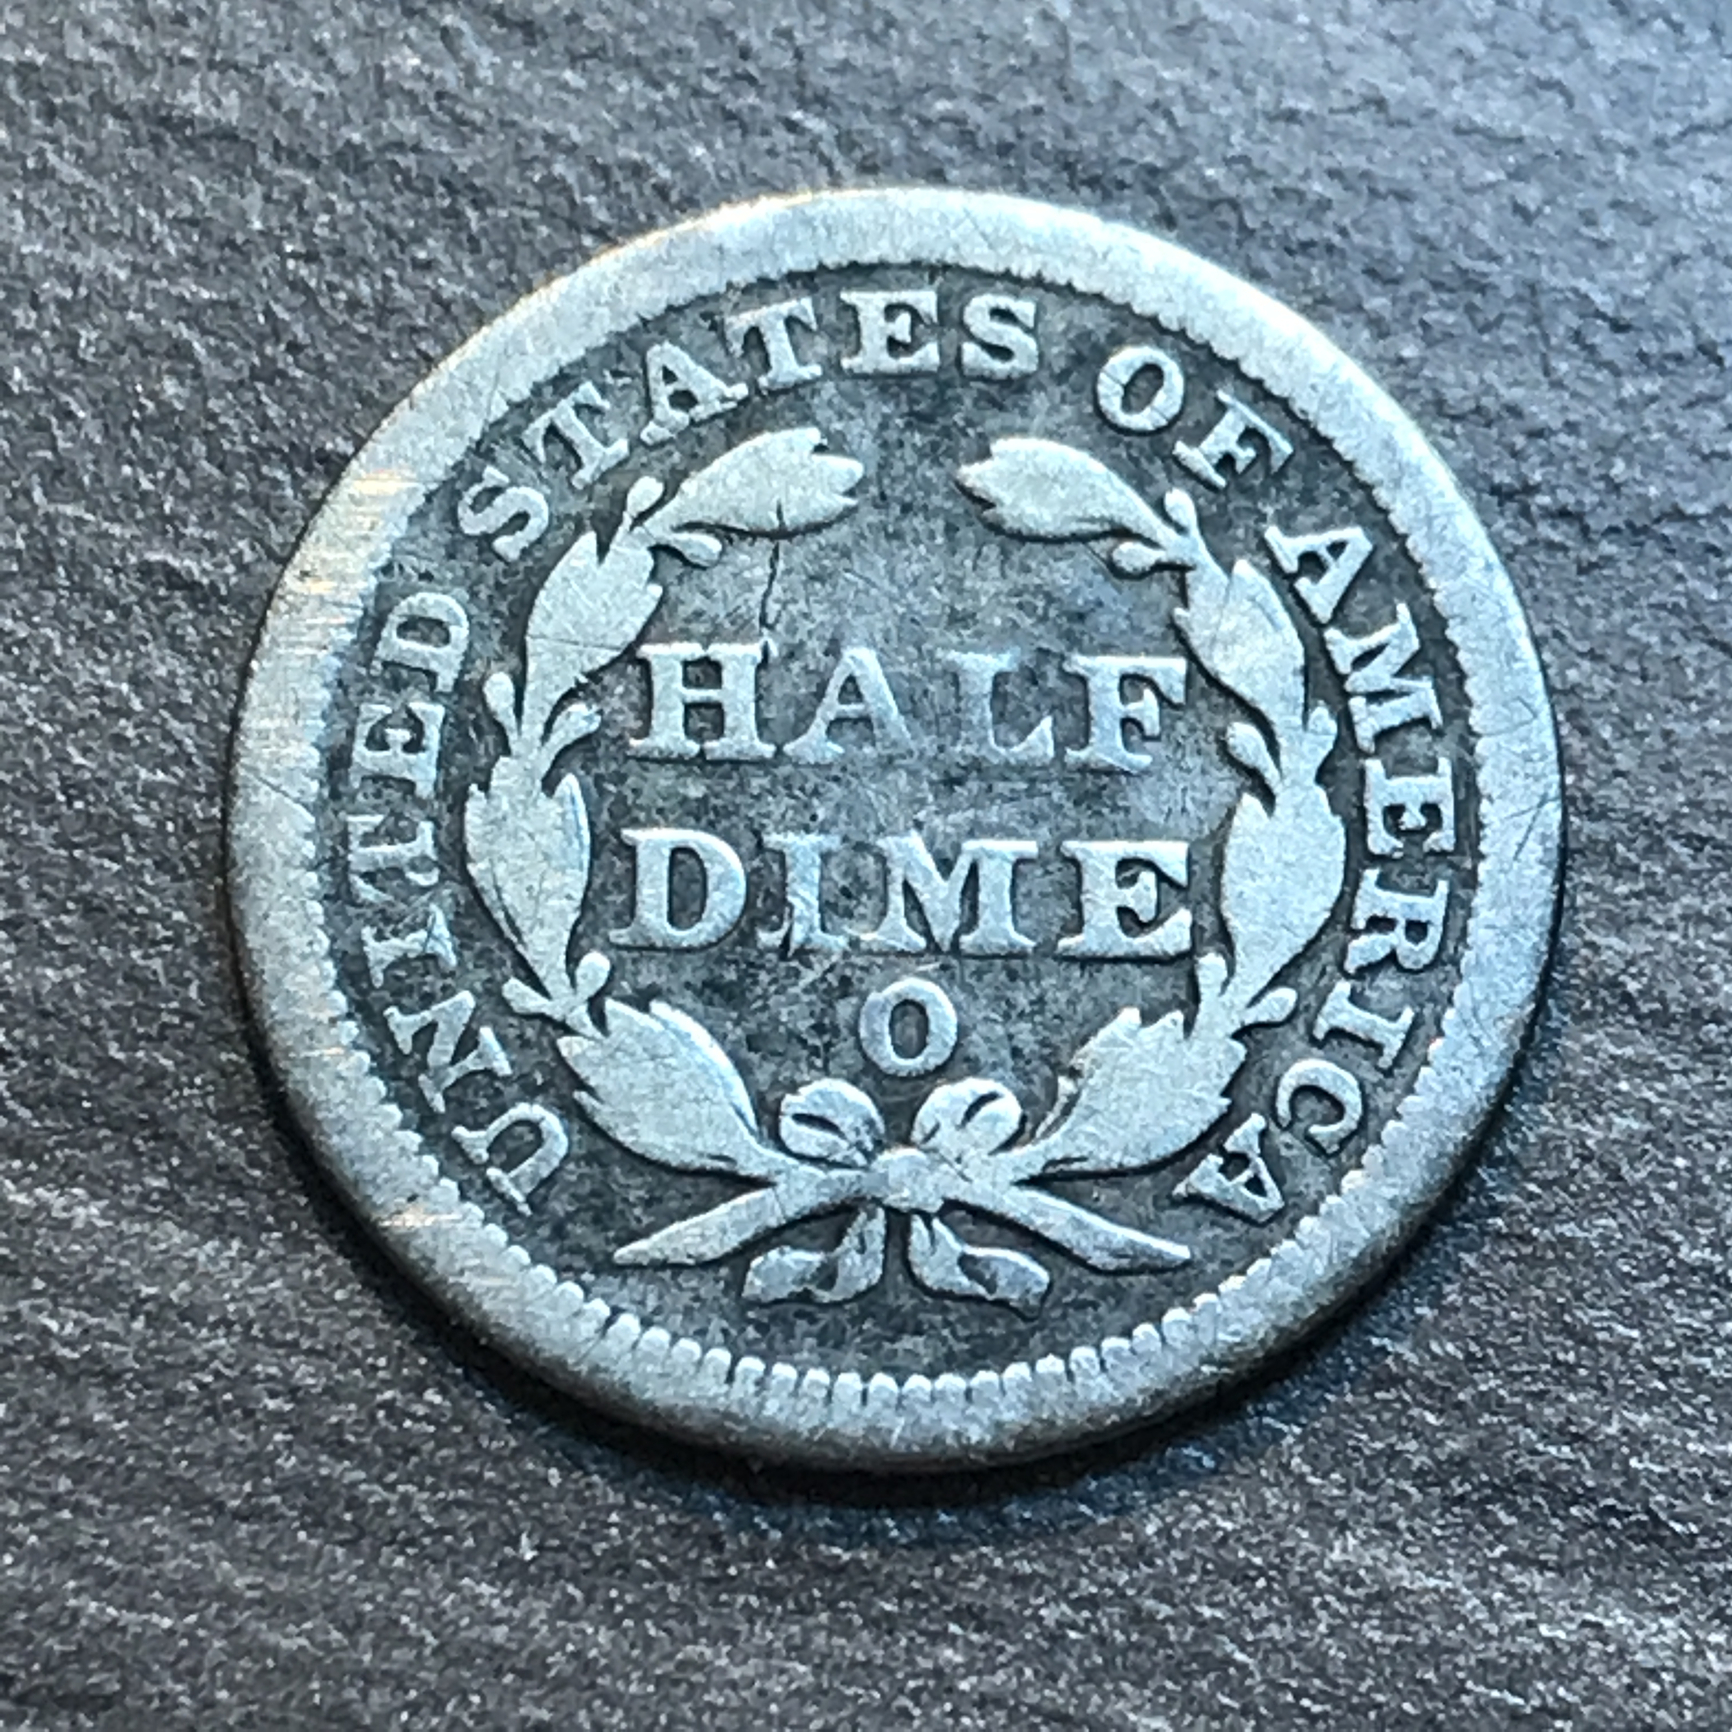 UNITED STATES OF AMERICA
HALF
DIME
O